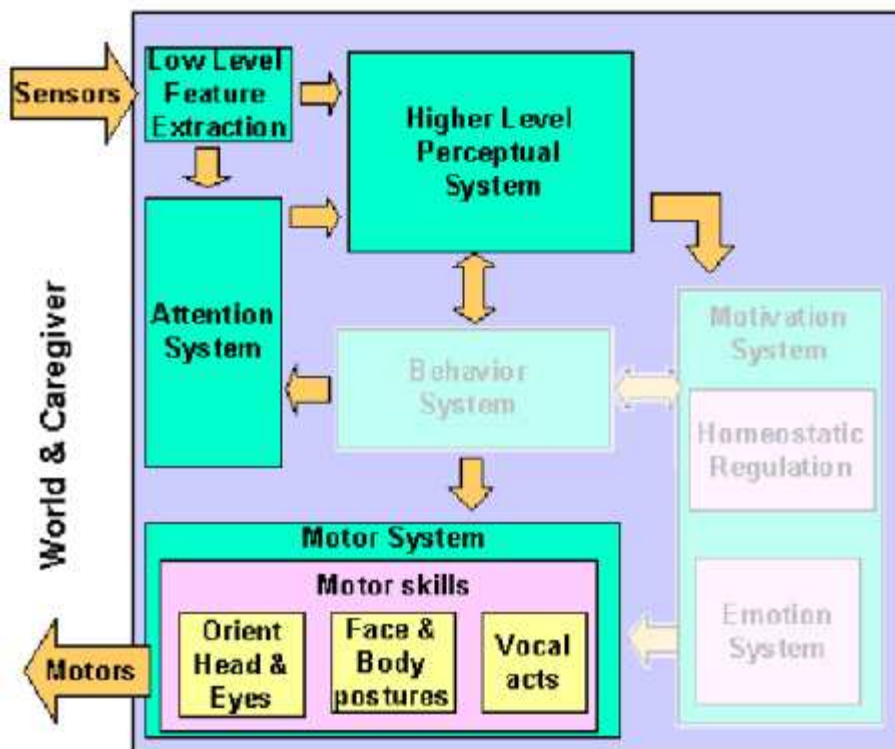 Sensors
Low Level
Feature
Extraction
Higher Level
Perceptual
System
Attention
System
Behavior
System
Motivation
System
Homeostatic
Regulation
Emotion
System
World & Caregiver
Motor System
Motor skills
Orient
Head &
Eyes
Face &
Body
postures
Vocal
acts
Motors